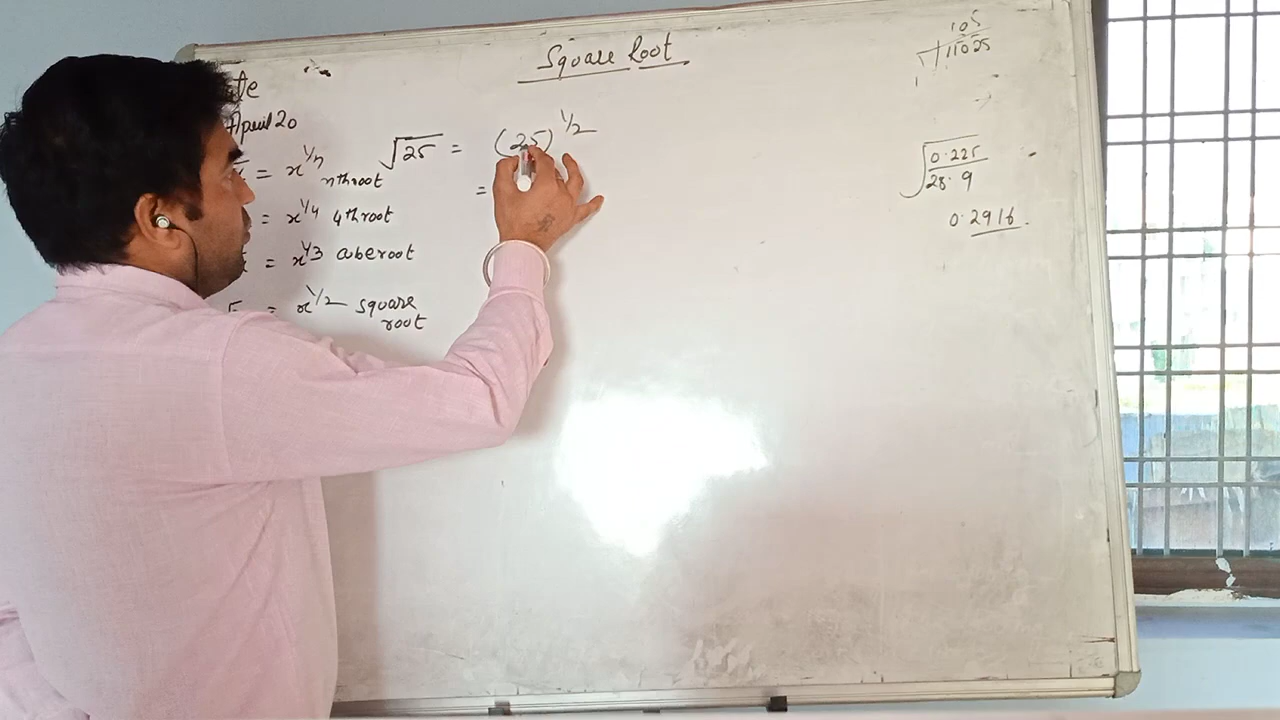 Square Root
105
11025
April 20
= x^1/n nth root
√25 = (25)^1/2
=
= x^1/4 4th root
= x^1/3 cube root
= x^1/2 square root
√0.225
28.9
0.2916.